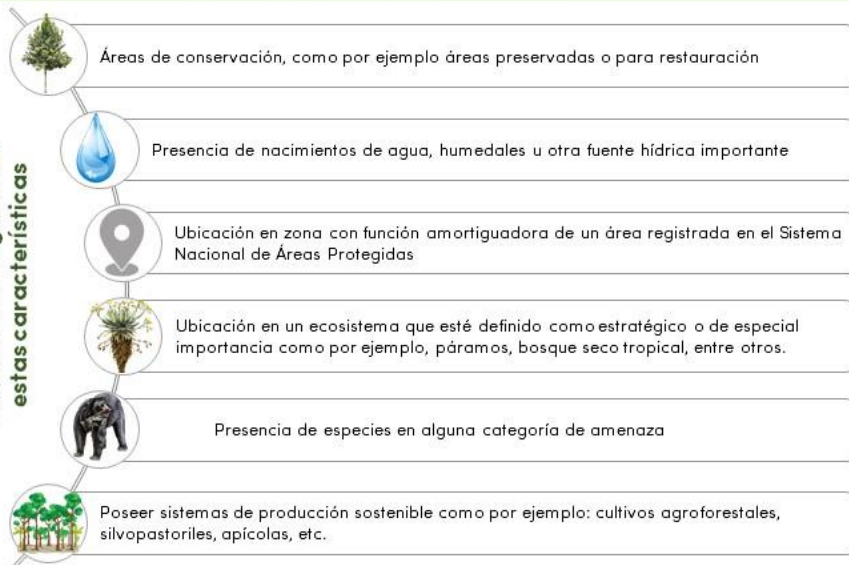 estas características
Áreas de conservación, como por ejemplo áreas preservadas o para restauración
Presencia de nacimientos de agua, humedales u otra fuente hídrica importante
Ubicación en zona con función amortiguadora de un área registrada en el Sistema
Nacional de Áreas Protegidas
Ubicación en un ecosistema que esté definido como estratégico o de especial
importancia como por ejemplo, páramos, bosque seco tropical, entre otros.
Presencia de especies en alguna categoría de amenaza
Poseer sistemas de producción sostenible como por ejemplo: cultivos agroforestales,
silvopastoriles, apícolas, etc.